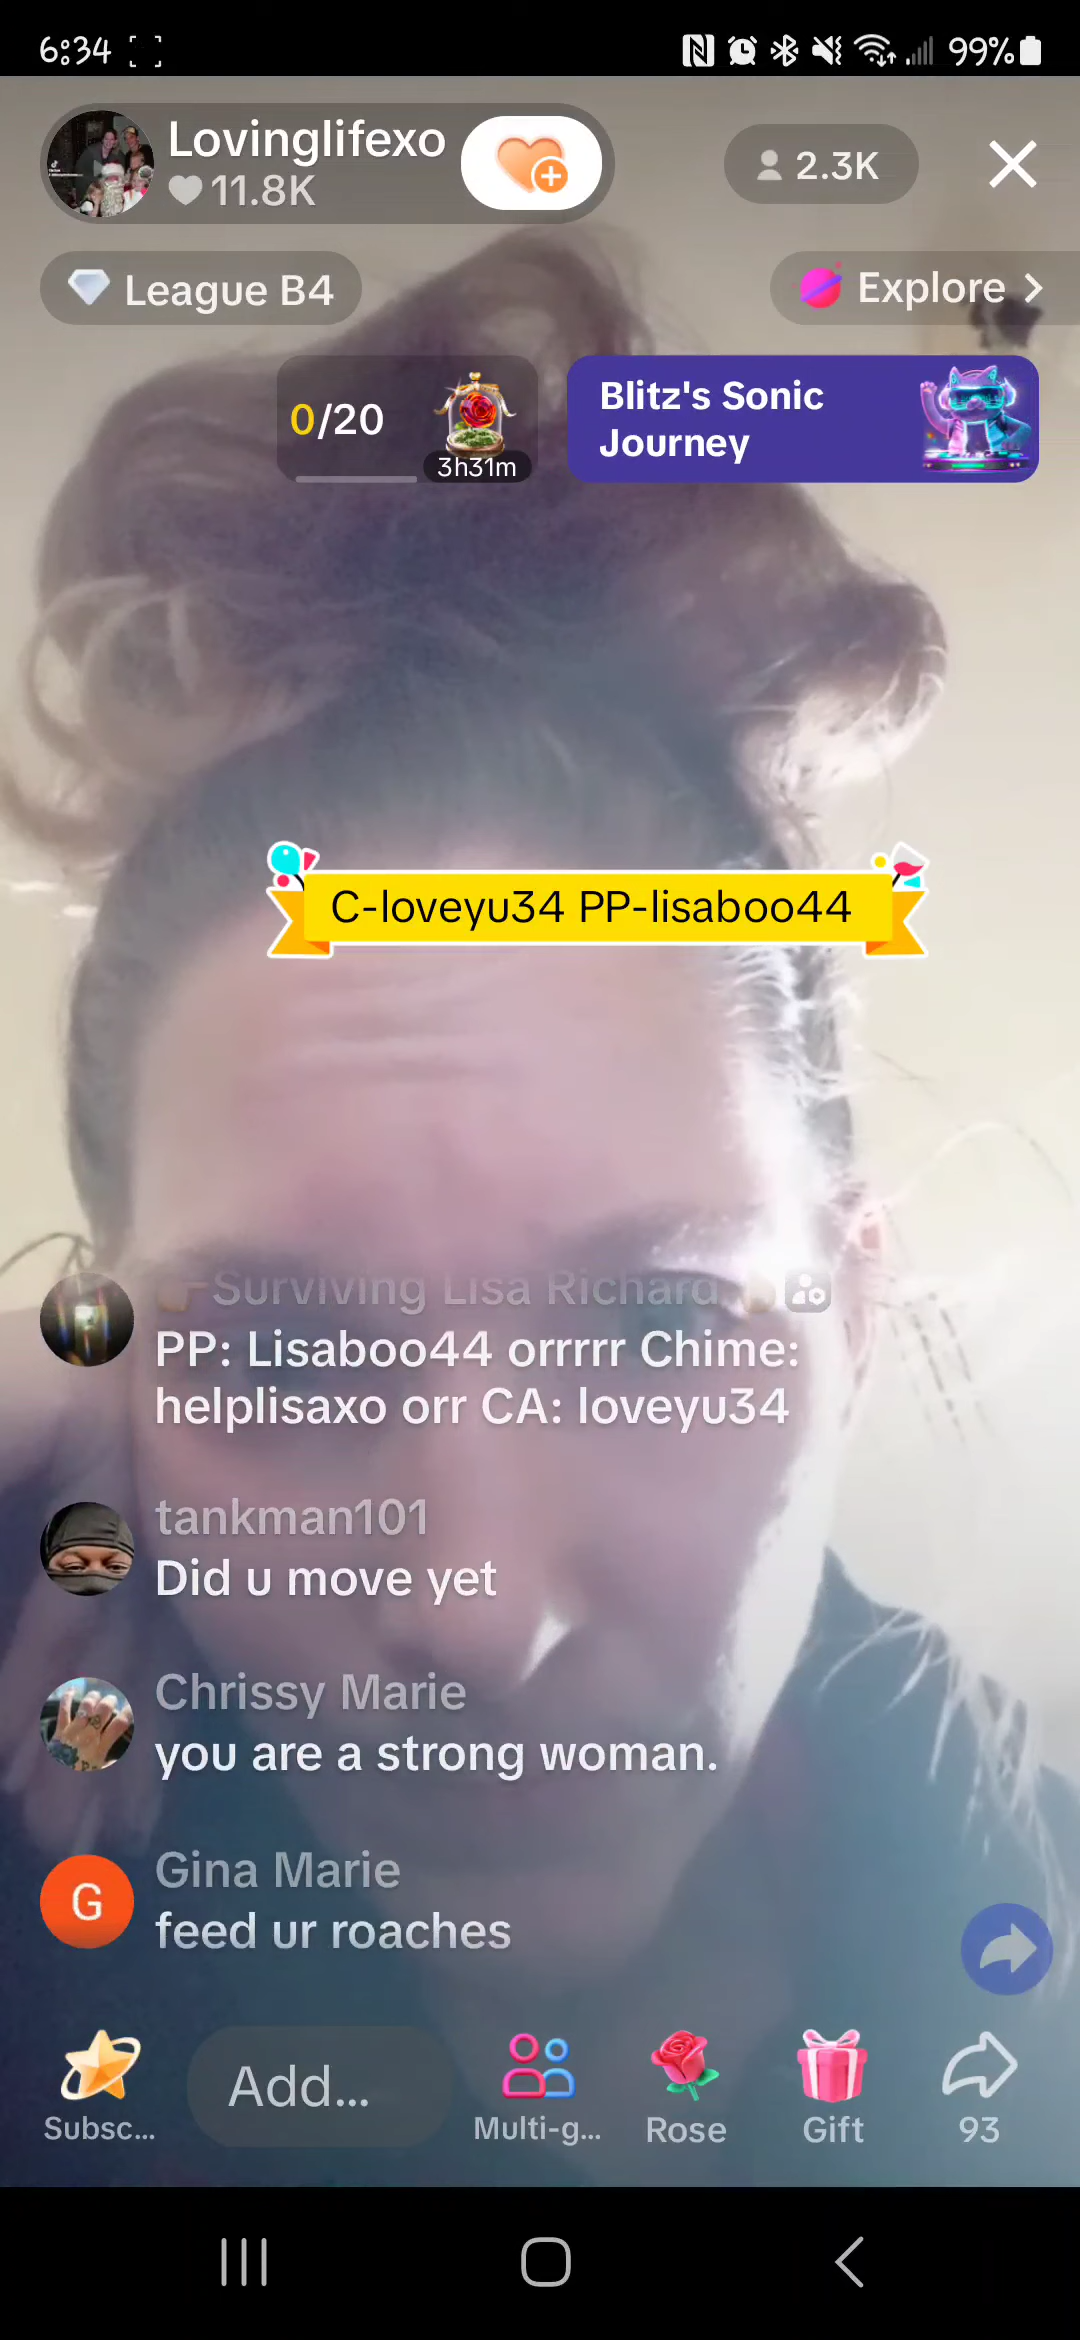 6:34
99%
Lovinglifexo
11.8K
2.3K
League B4
Explore
0/20
3h31m
Blitz's Sonic
Journey
C-loveyu34 PP-lisaboo44
Surviving Lisa Richard
PP: Lisaboo44 orrrrr Chime:
helplisaxo orr CA: loveyu34
tankman101
Did u move yet
Chrissy Marie
you are a strong woman.
G
Gina Marie
feed ur roaches
Subsc...
Add...
Multi-g...
Rose
Gift
93